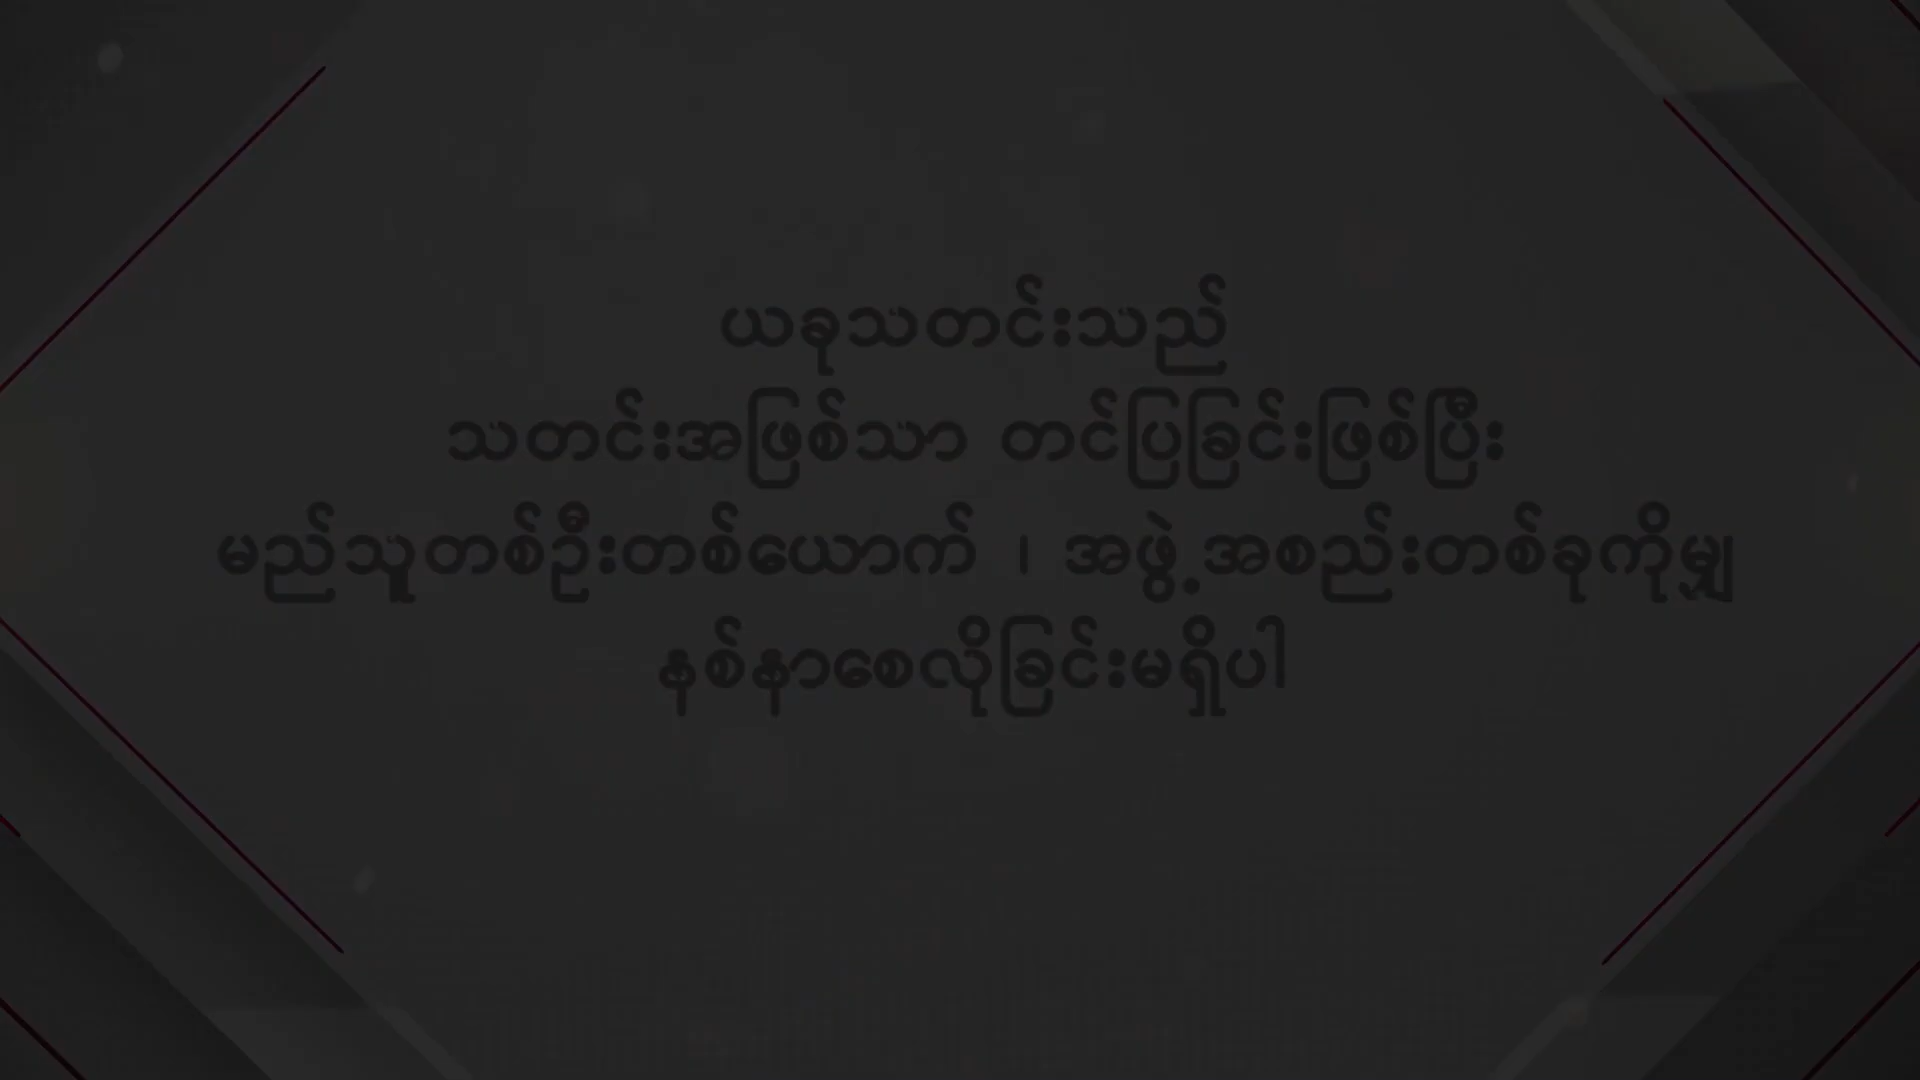 ယခုသတင်းသည်
သတင်းအဖြစ်သာ တင်ပြခြင်းဖြစ်ပြီး
မည်သူတစ်ဦးတစ်ယောက် ၊ အဖွဲ့အစည်းတစ်ခုကိုမျှ
နစ်နာစေလိုခြင်းမရှိပါ